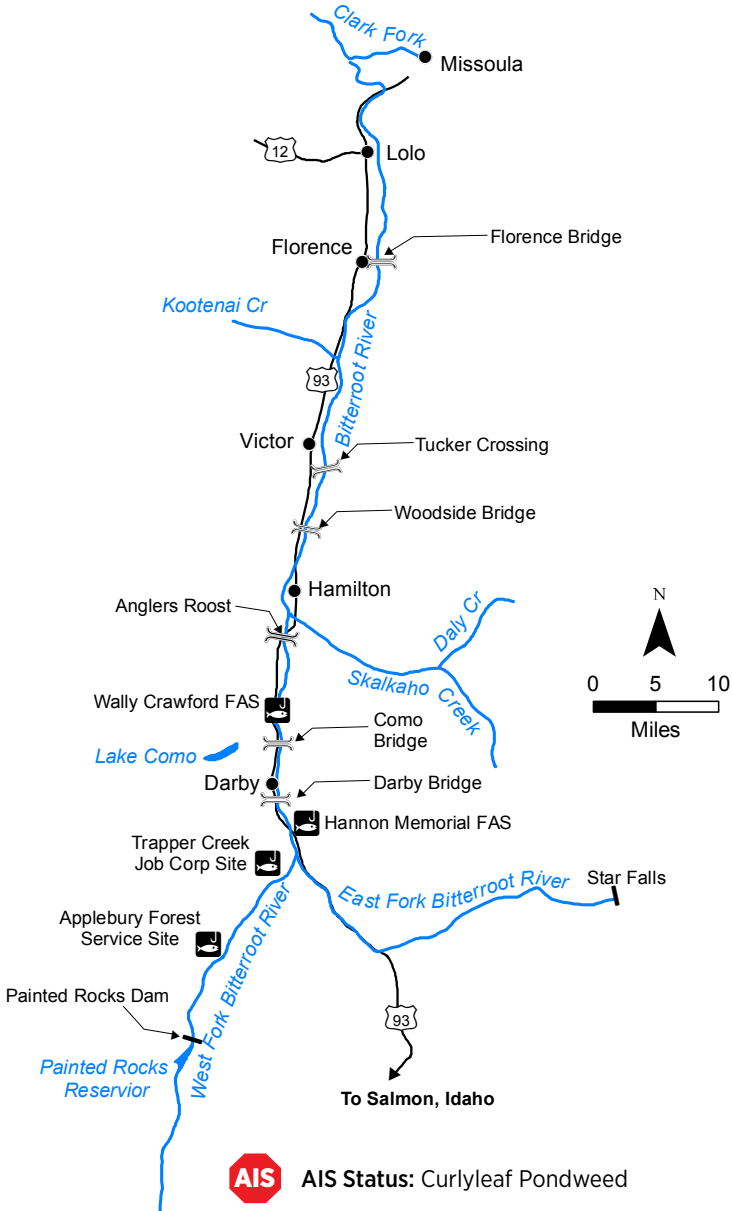 Clark Fork
Missoula
12
Lolo
Florence Bridge
Florence
Kootenai Cr
Bitterroot River
93
Victor
Tucker Crossing
Woodside Bridge
Hamilton
Anglers Roost
Daly Cr
Skalkaho Creek
N
0 5 10
Miles
Wally Crawford FAS
Como
Bridge
Lake Como
Darby
Darby Bridge
Hannon Memorial FAS
Trapper Creek
Job Corp Site
East Fork Bitterroot River
Star Falls
Applebury Forest
Service Site
West Fork Bitterroot River
Painted Rocks Dam
93
Painted Rocks
Reservior
To Salmon, Idaho
AIS AIS Status: Curlyleaf Pondweed